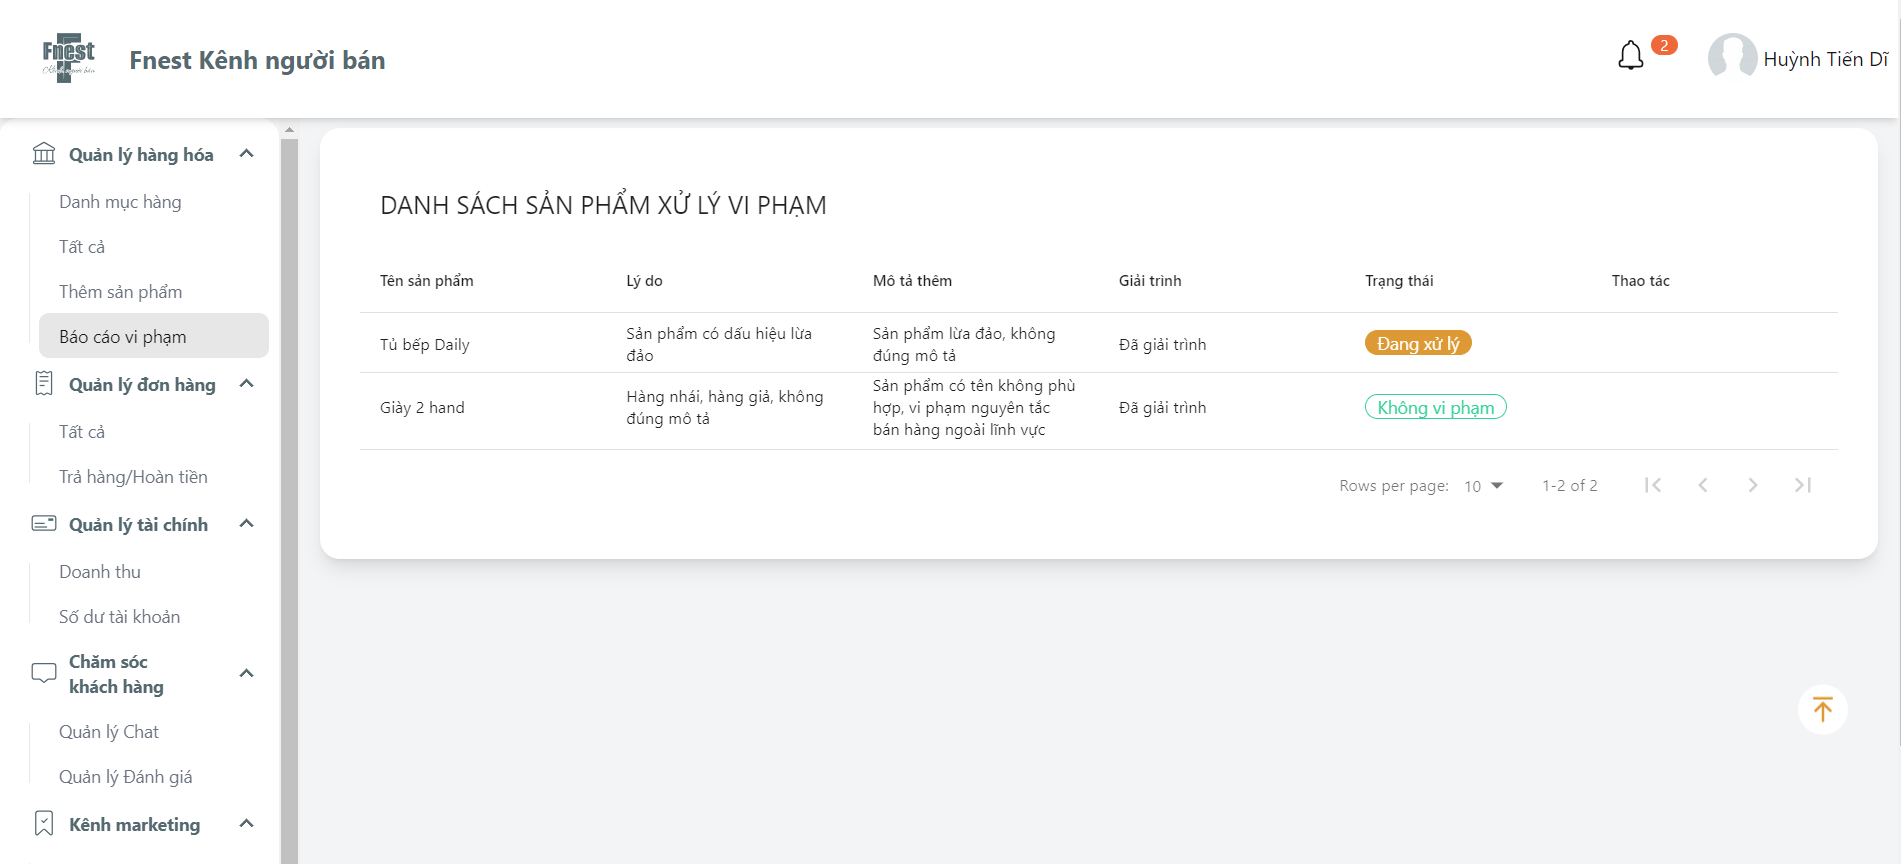 Fnest
Kênh người bán
Fnest Kênh người bán
2
Huỳnh Tiến Dĩ
Quản lý hàng hóa
Danh mục hàng
Tất cả
Thêm sản phẩm
Báo cáo vi phạm
Quản lý đơn hàng
Tất cả
Trả hàng/Hoàn tiền
Quản lý tài chính
Doanh thu
Số dư tài khoản
Chăm sóc
khách hàng
Quản lý Chat
Quản lý Đánh giá
Kênh marketing
DANH SÁCH SẢN PHẨM XỬ LÝ VI PHẠM
Tên sản phẩm Lý do Mô tả thêm Giải trình Trạng thái Thao tác
Tủ bếp Daily
Sản phẩm có dấu hiệu lừa
đảo
Sản phẩm lừa đảo, không
đúng mô tả
Đã giải trình
Đang xử lý
Giày 2 hand
Hàng nhái, hàng giả, không
đúng mô tả
Sản phẩm có tên không phù
hợp, vi phạm nguyên tắc
bán hàng ngoài lĩnh vực
Đã giải trình
Không vi phạm
Rows per page: 10 1-2 of 2